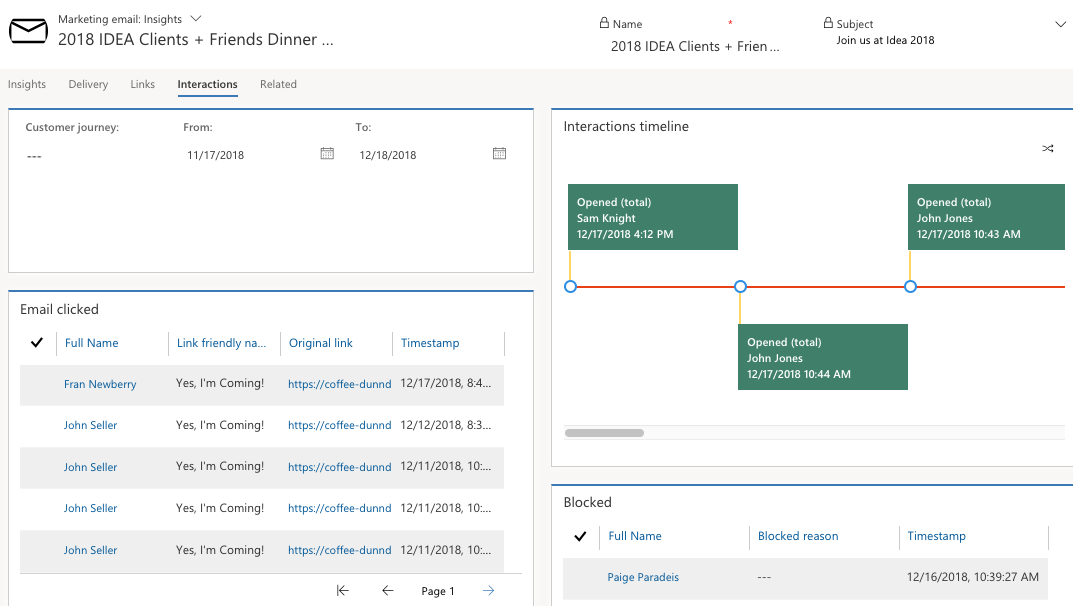 Marketing email: Insights
2018 IDEA Clients + Friends Dinner ...
Name *
2018 IDEA Clients + Frien ...
Subject
Join us at Idea 2018
Insights Delivery Links Interactions Related
Customer journey: From: To:
--- 11/17/2018 12/18/2018
Interactions timeline
Opened (total)
Sam Knight
12/17/2018 4:12 PM
Opened (total)
John Jones
12/17/2018 10:43 AM
Opened (total)
John Jones
12/17/2018 10:44 AM
Email clicked
Full Name Link friendly na... Original link Timestamp
Fran Newberry Yes, I'm Coming! https://coffee-dunnd 12/17/2018, 8:4...
John Seller Yes, I'm Coming! https://coffee-dunnd 12/12/2018, 8:3...
John Seller Yes, I'm Coming! https://coffee-dunnd 12/11/2018, 10:...
John Seller Yes, I'm Coming! https://coffee-dunnd 12/11/2018, 10:...
John Seller Yes, I'm Coming! https://coffee-dunnd 12/11/2018, 10:...
Page 1
Blocked
Full Name Blocked reason Timestamp
Paige Paradeis --- 12/16/2018, 10:39:27 AM